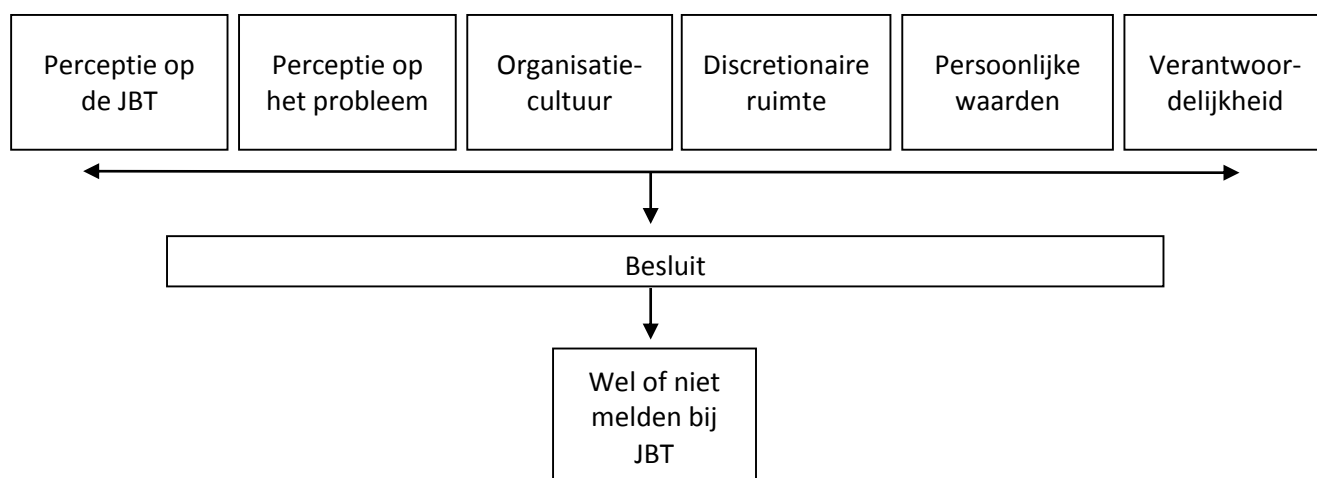 Perceptie op
de JBT
Perceptie op
het probleem
Organisatie-
cultuur
Discretionaire
ruimte
Persoonlijke
waarden
Verantwoor-
delijkheid
Besluit
Wel of niet
melden bij
JBT